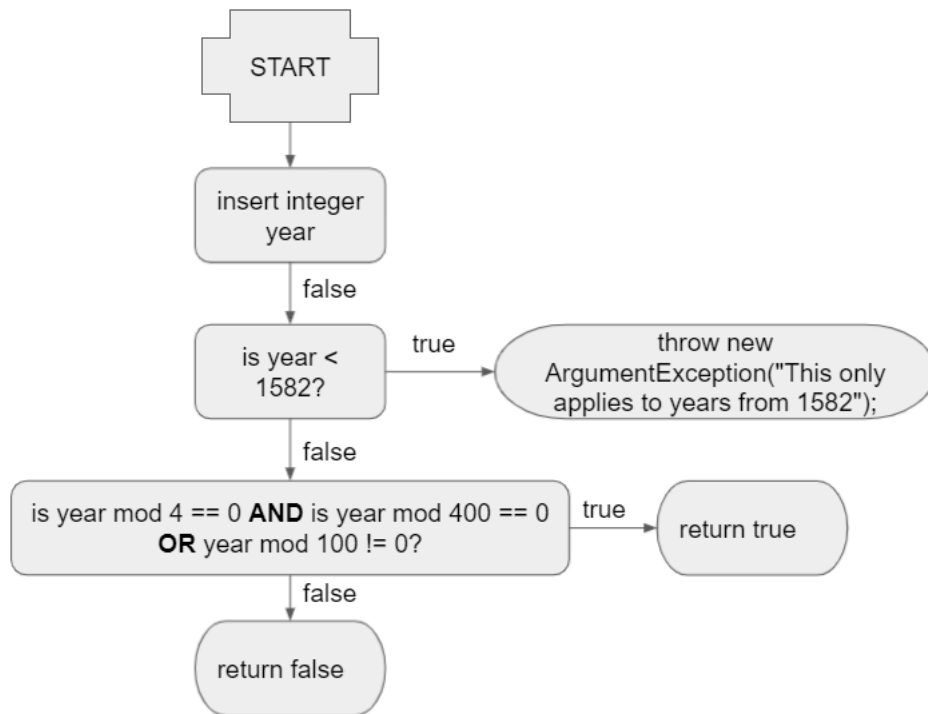 START
insert integer
year
false
is year <
1582?
true
throw new
ArgumentException("This only
applies to years from 1582");
false
is year mod 4 == 0 AND is year mod 400 == 0
OR year mod 100 != 0?
true
return true
false
return false